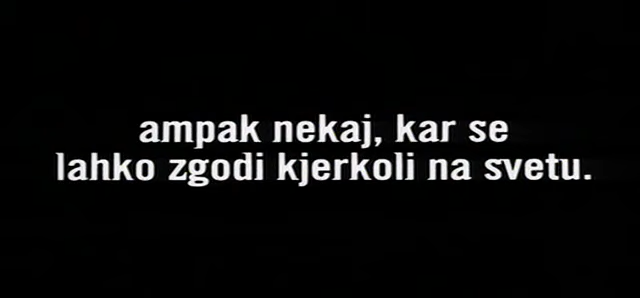 ampak nekaj, kar se
lahko zgodi kjerkoli na svetu.